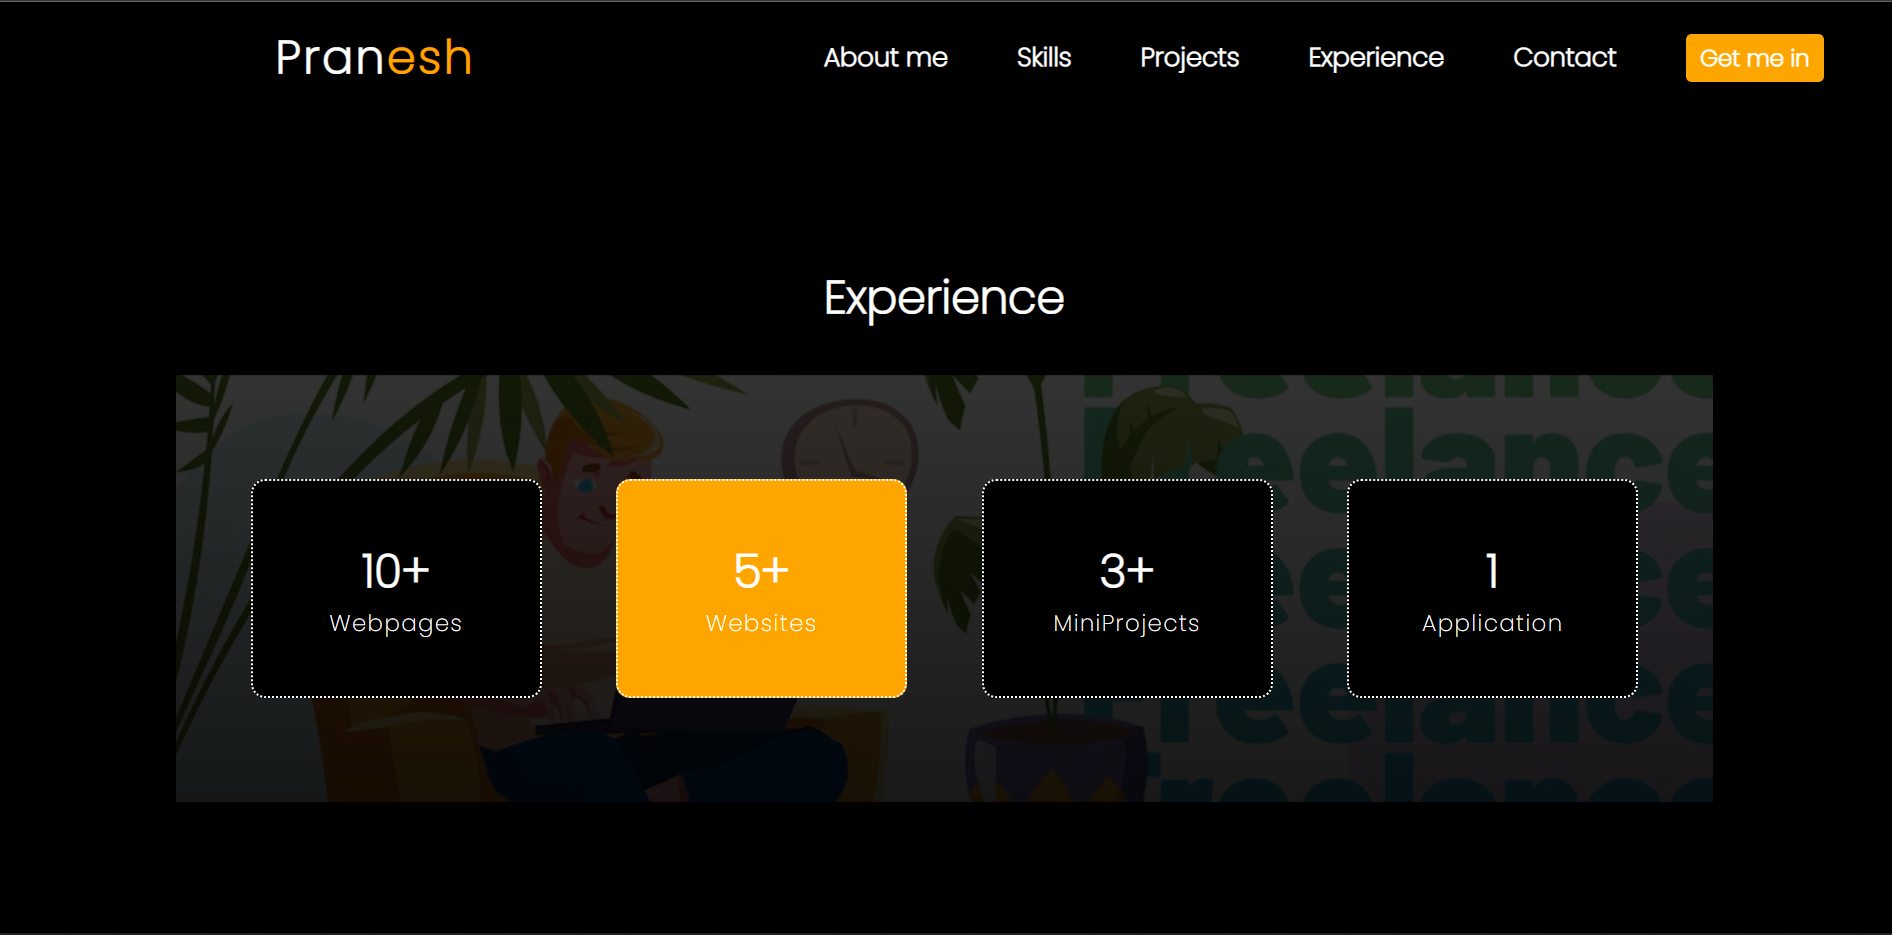 Pranesh
About me Skills Projects Experience Contact Get me in
Experience
Freelance
Freelance
Freelance
Freelance
freelance
10+ 5+ 3+ 1
Webpages Websites MiniProjects Application